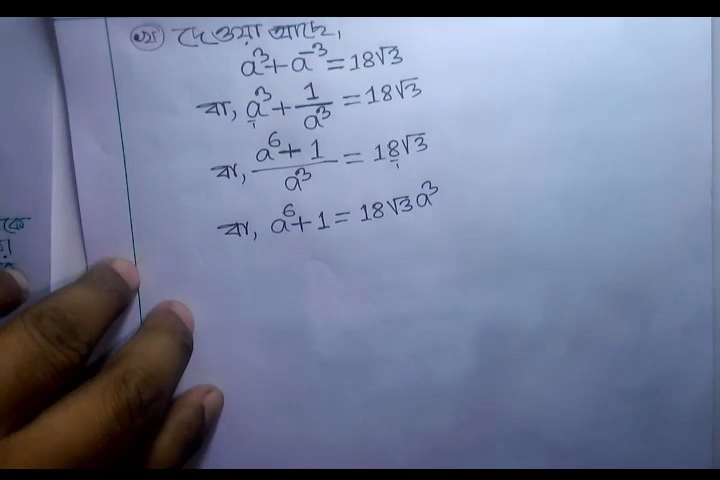 (খ) দেওয়া আছে,
a³+a⁻³=18√3
বা, a³+1/a³=18√3
বা, (a⁶+1)/a³=18√3
বা, a⁶+1=18√3a³
কে